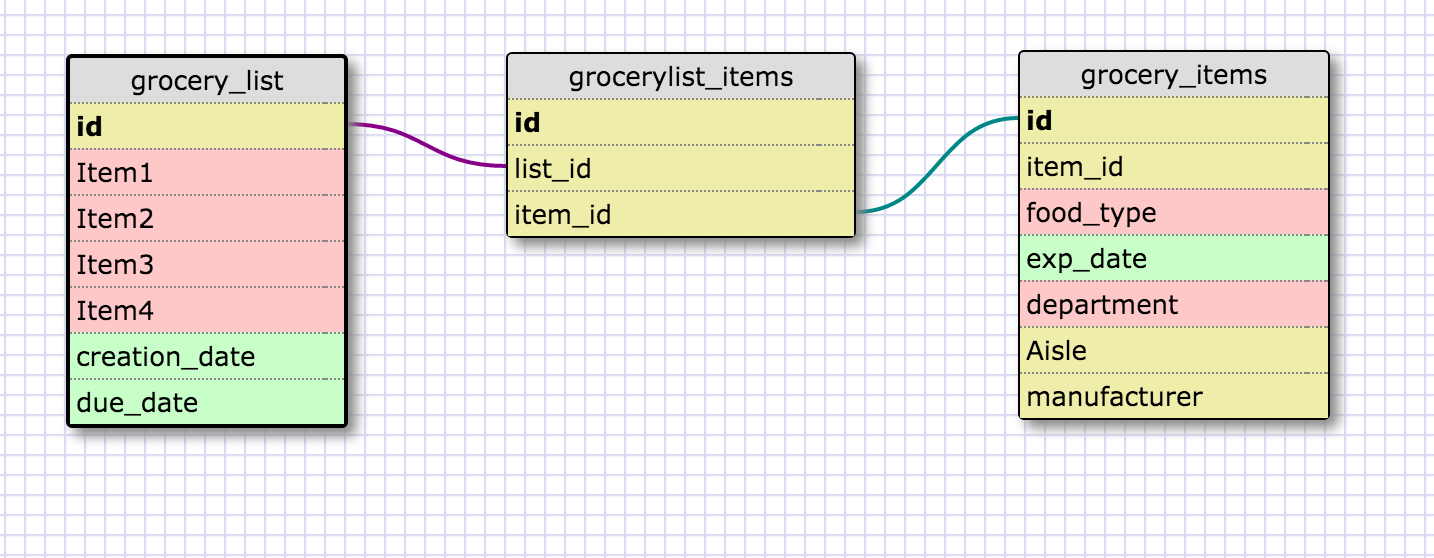 grocery_list
id
Item1
Item2
Item3
Item4
creation_date
due_date
grocerylist_items
id
list_id
item_id
grocery_items
id
item_id
food_type
exp_date
department
Aisle
manufacturer